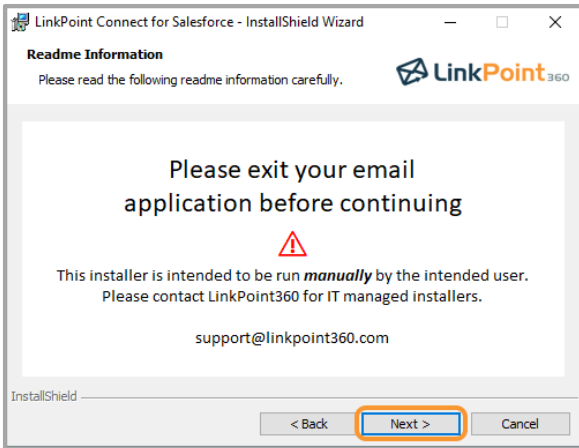 LinkPoint Connect for Salesforce - InstallShield Wizard
Readme Information
Please read the following readme information carefully.
LinkPoint 360
Please exit your email
application before continuing
This installer is intended to be run manually by the intended user.
Please contact LinkPoint360 for IT managed installers.
support@linkpoint360.com
InstallShield
< Back Next > Cancel